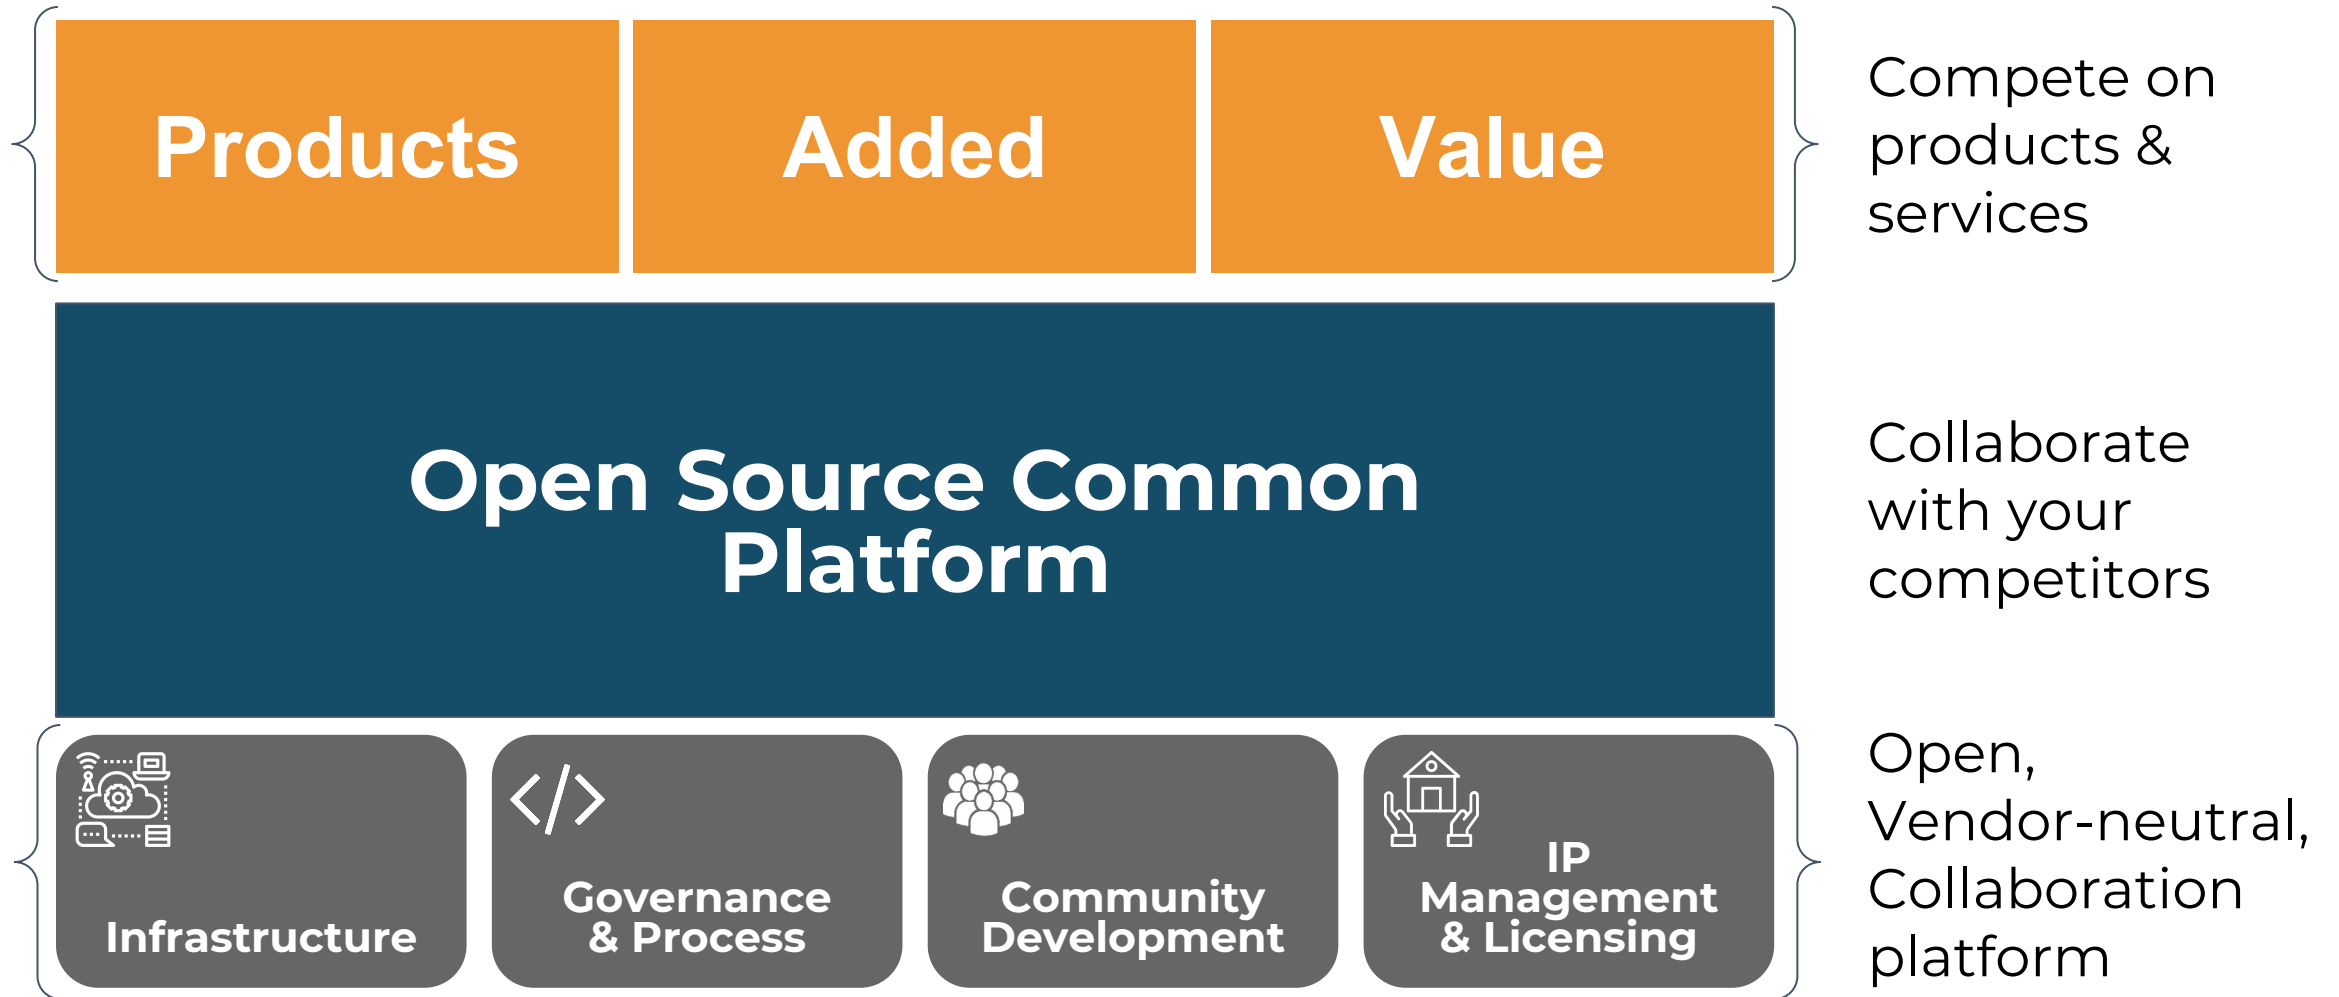 Products
Added
Value
Compete on
products &
services
Open Source Common
Platform
Collaborate
with your
competitors
Infrastructure
Governance
& Process
Community
Development
IP
Management
& Licensing
Open,
Vendor-neutral,
Collaboration
platform